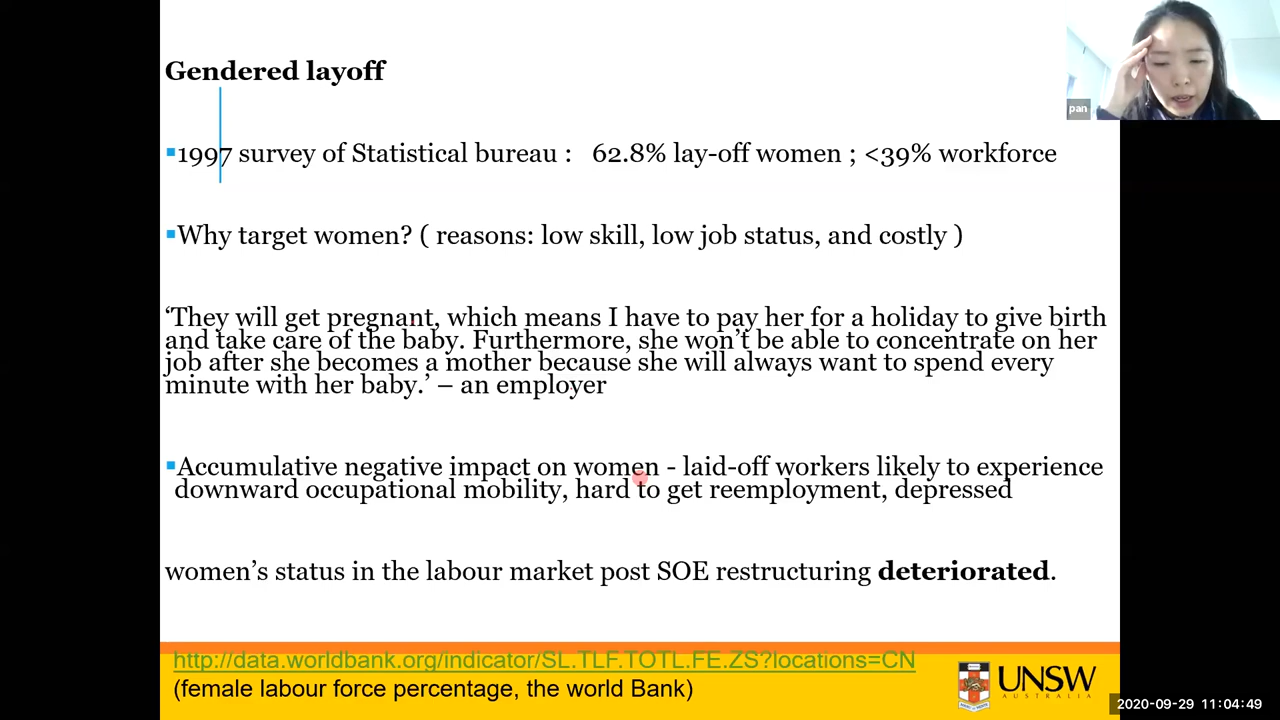 Gendered layoff
pan
▪1997 survey of Statistical bureau : 62.8% lay-off women ; <39% workforce
▪Why target women? ( reasons: low skill, low job status, and costly )
‘They will get pregnant, which means I have to pay her for a holiday to give birth
and take care of the baby. Furthermore, she won’t be able to concentrate on her
job after she becomes a mother because she will always want to spend every
minute with her baby.’ – an employer
▪Accumulative negative impact on women - laid-off workers likely to experience
downward occupational mobility, hard to get reemployment, depressed
women’s status in the labour market post SOE restructuring deteriorated.
http://data.worldbank.org/indicator/SL.TLF.TOTL.FE.ZS?locations=CN
(female labour force percentage, the world Bank)
UNSW
AUSTRALIA
2020-09-29 11:04:49